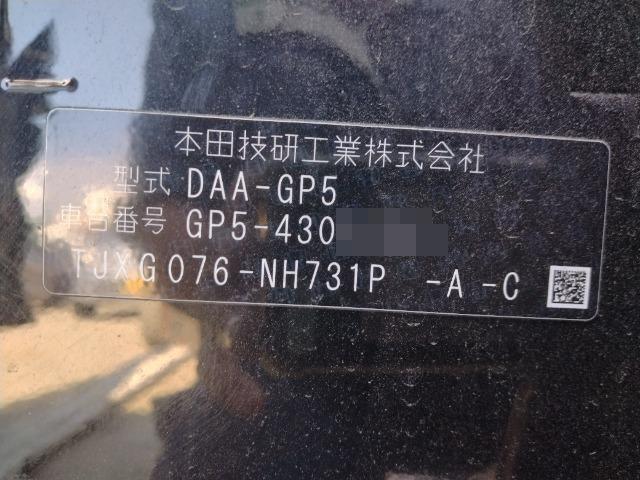 本田技研工業株式会社
型式 DAA-GP5
車台番号 GP5-430
TJXG076-NH731P -A -C